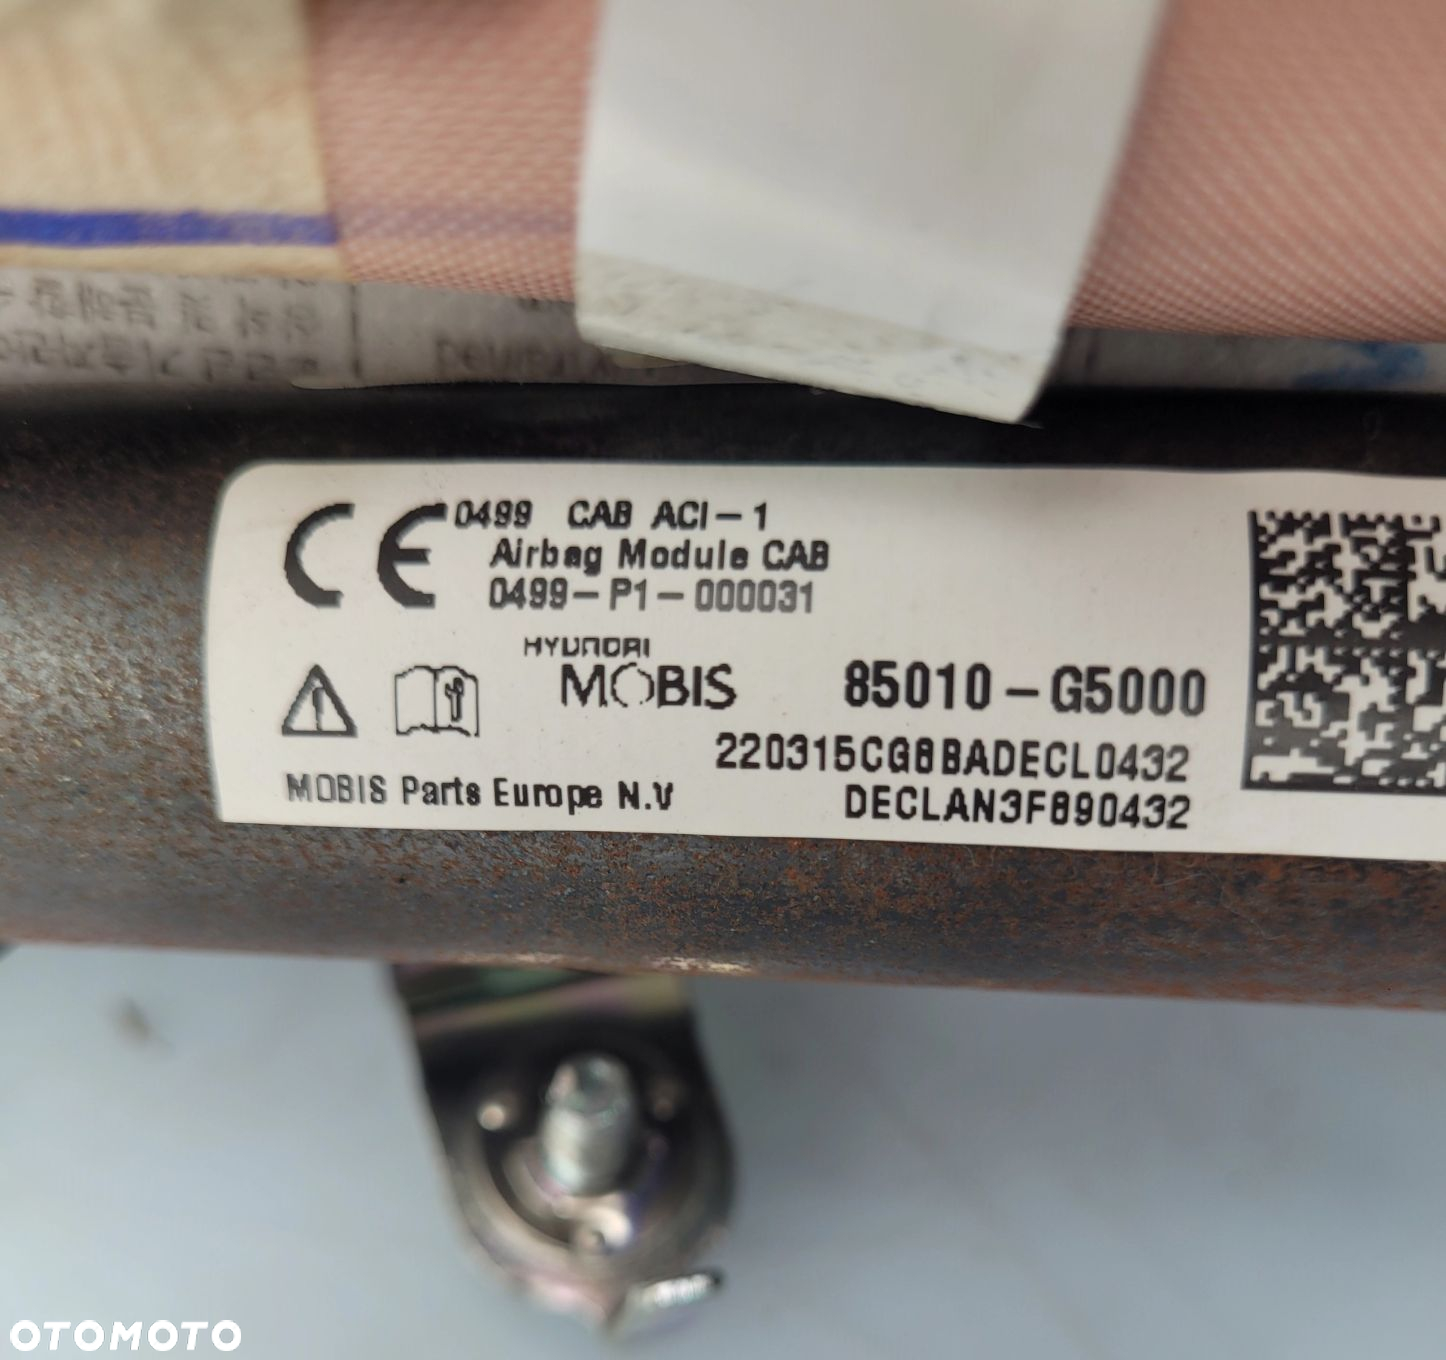 CE 0499 CAB ACI-1
Airbag Module CAB
0499-P1-000031
HYUNDAI
MOBIS
85010-G5000
220315CG8BADECL0432
MOBIS Parts Europe N.V
DECLAN3F890432
OTOMOTO